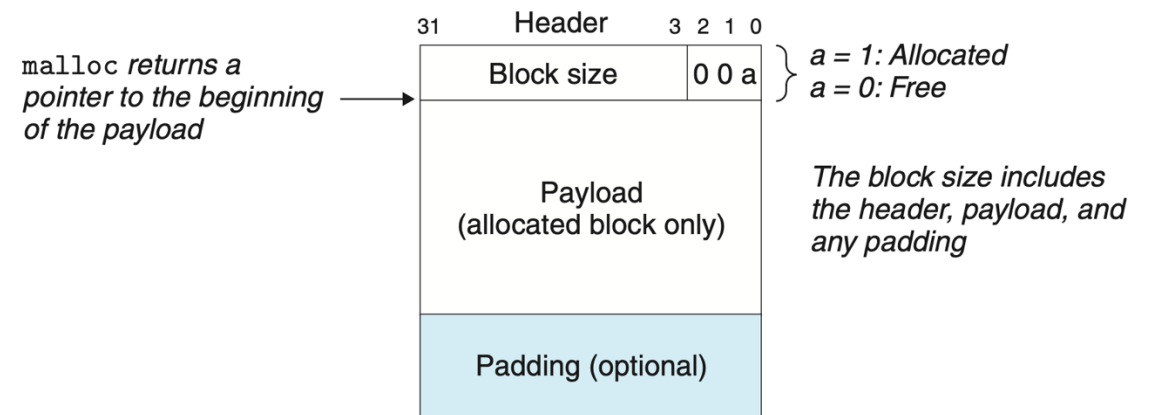 31 Header 3 2 1 0
malloc returns a
pointer to the beginning
of the payload
Block size
0 0 a
a = 1: Allocated
a = 0: Free
Payload
(allocated block only)
The block size includes
the header, payload, and
any padding
Padding (optional)